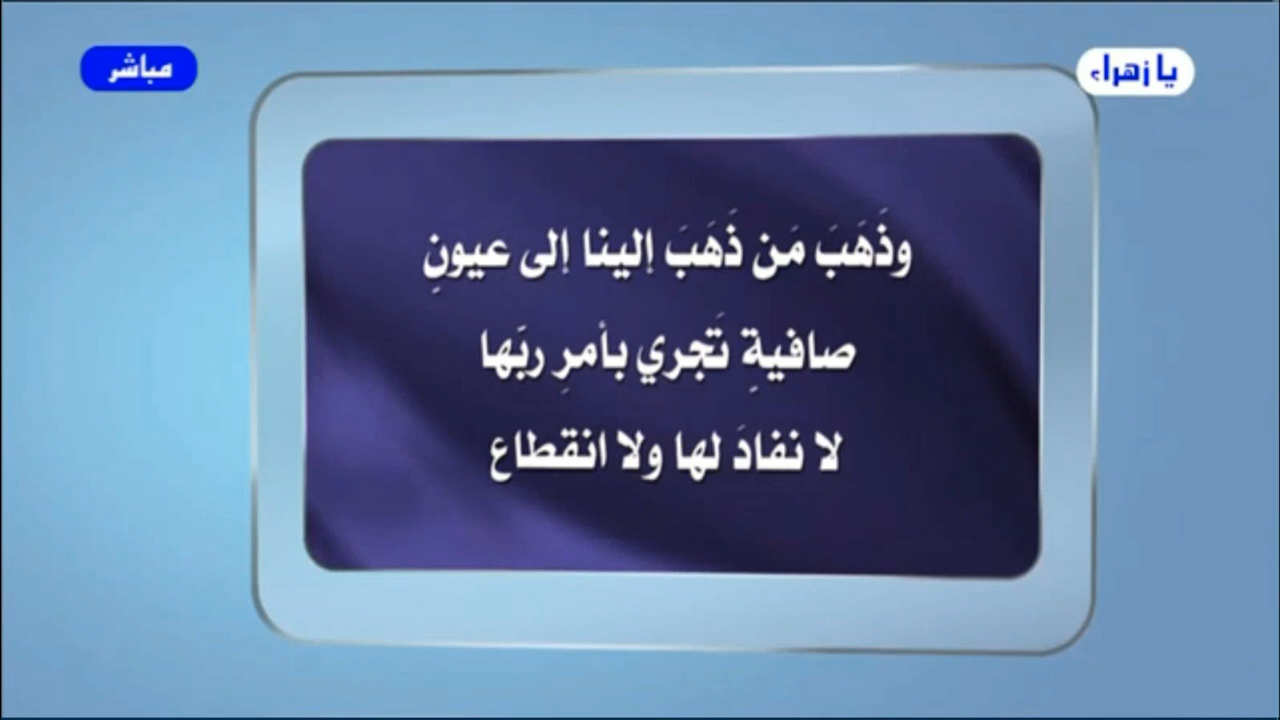 يا زهراء؟
مباشر
وذَهَبَ مَن ذَهَبَ إلينا إلى عيونِ
صافيةِ تَجري بأمرِ ربَها
لا نفادَ لها ولا انقطاع